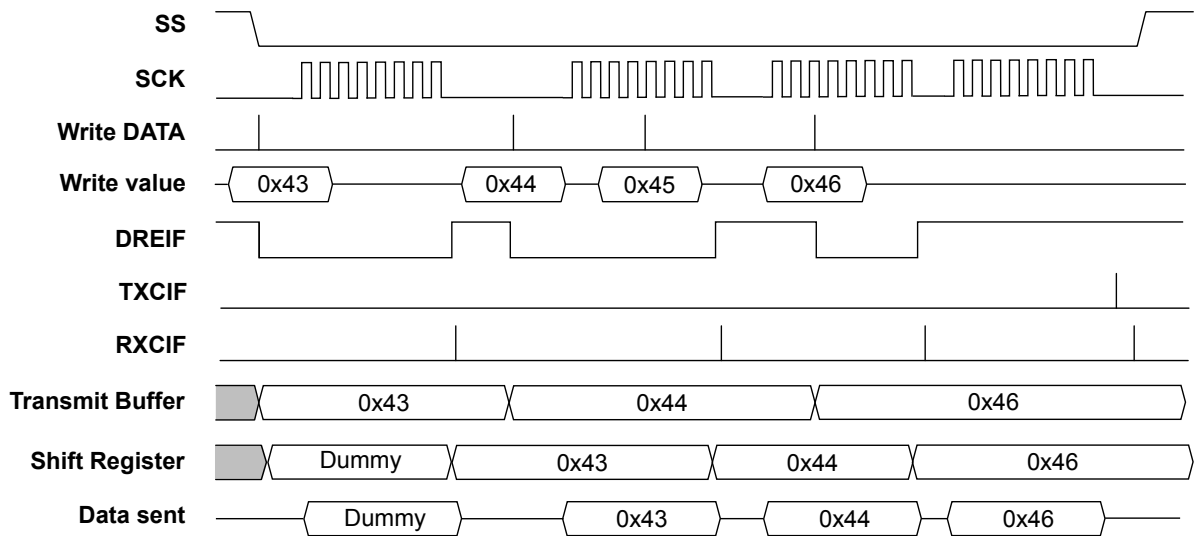 SS
SCK
Write DATA
Write value 0x43 0x44 0x45 0x46
DREIF
TXCIF
RXCIF
Transmit Buffer 0x43 0x44 0x46
Shift Register Dummy 0x43 0x44 0x46
Data sent Dummy 0x43 0x44 0x46